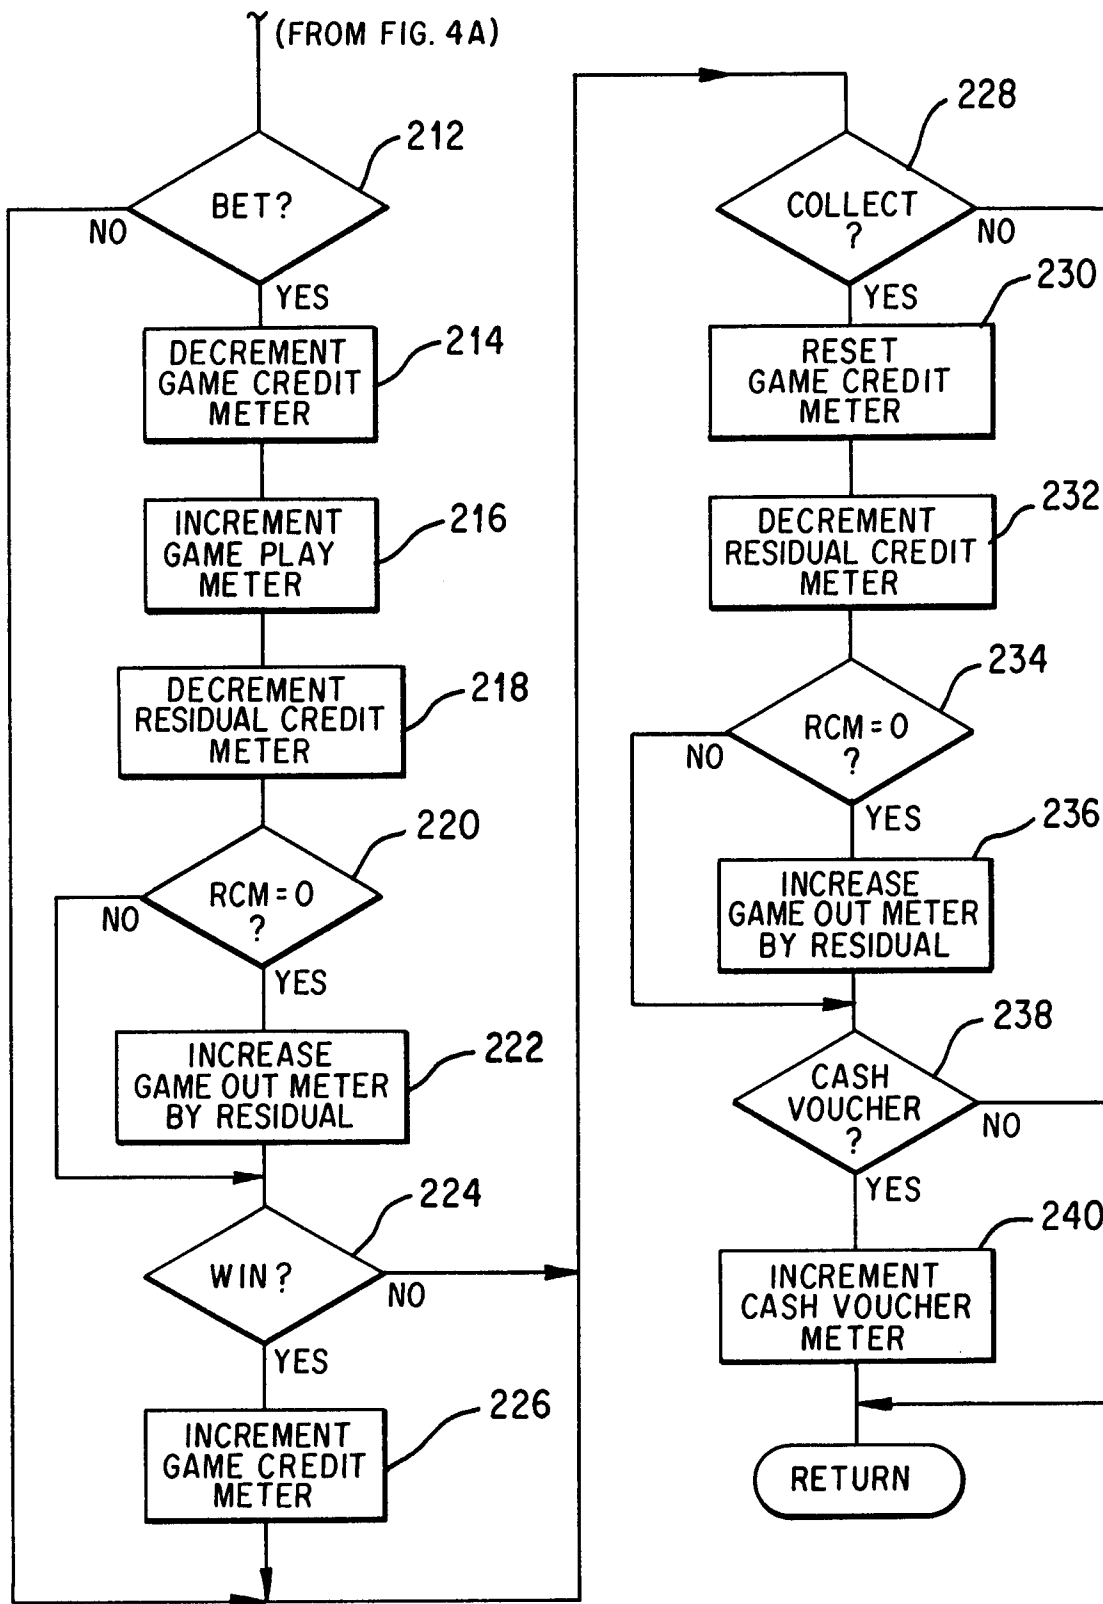 (FROM FIG. 4A)
212
BET?
NO
YES
DECREMENT
GAME CREDIT
METER
214
INCREMENT
GAME PLAY
METER
216
DECREMENT
RESIDUAL CREDIT
METER
218
RCM=0
?
220
NO
YES
INCREASE
GAME OUT METER
BY RESIDUAL
222
WIN?
224
NO
YES
INCREMENT
GAME CREDIT
METER
226
228
COLLECT
?
NO
YES
230
RESET
GAME CREDIT
METER
232
DECREMENT
RESIDUAL CREDIT
METER
234
RCM=0
?
NO
YES
236
INCREASE
GAME OUT METER
BY RESIDUAL
238
CASH
VOUCHER
?
NO
YES
240
INCREMENT
CASH VOUCHER
METER
RETURN